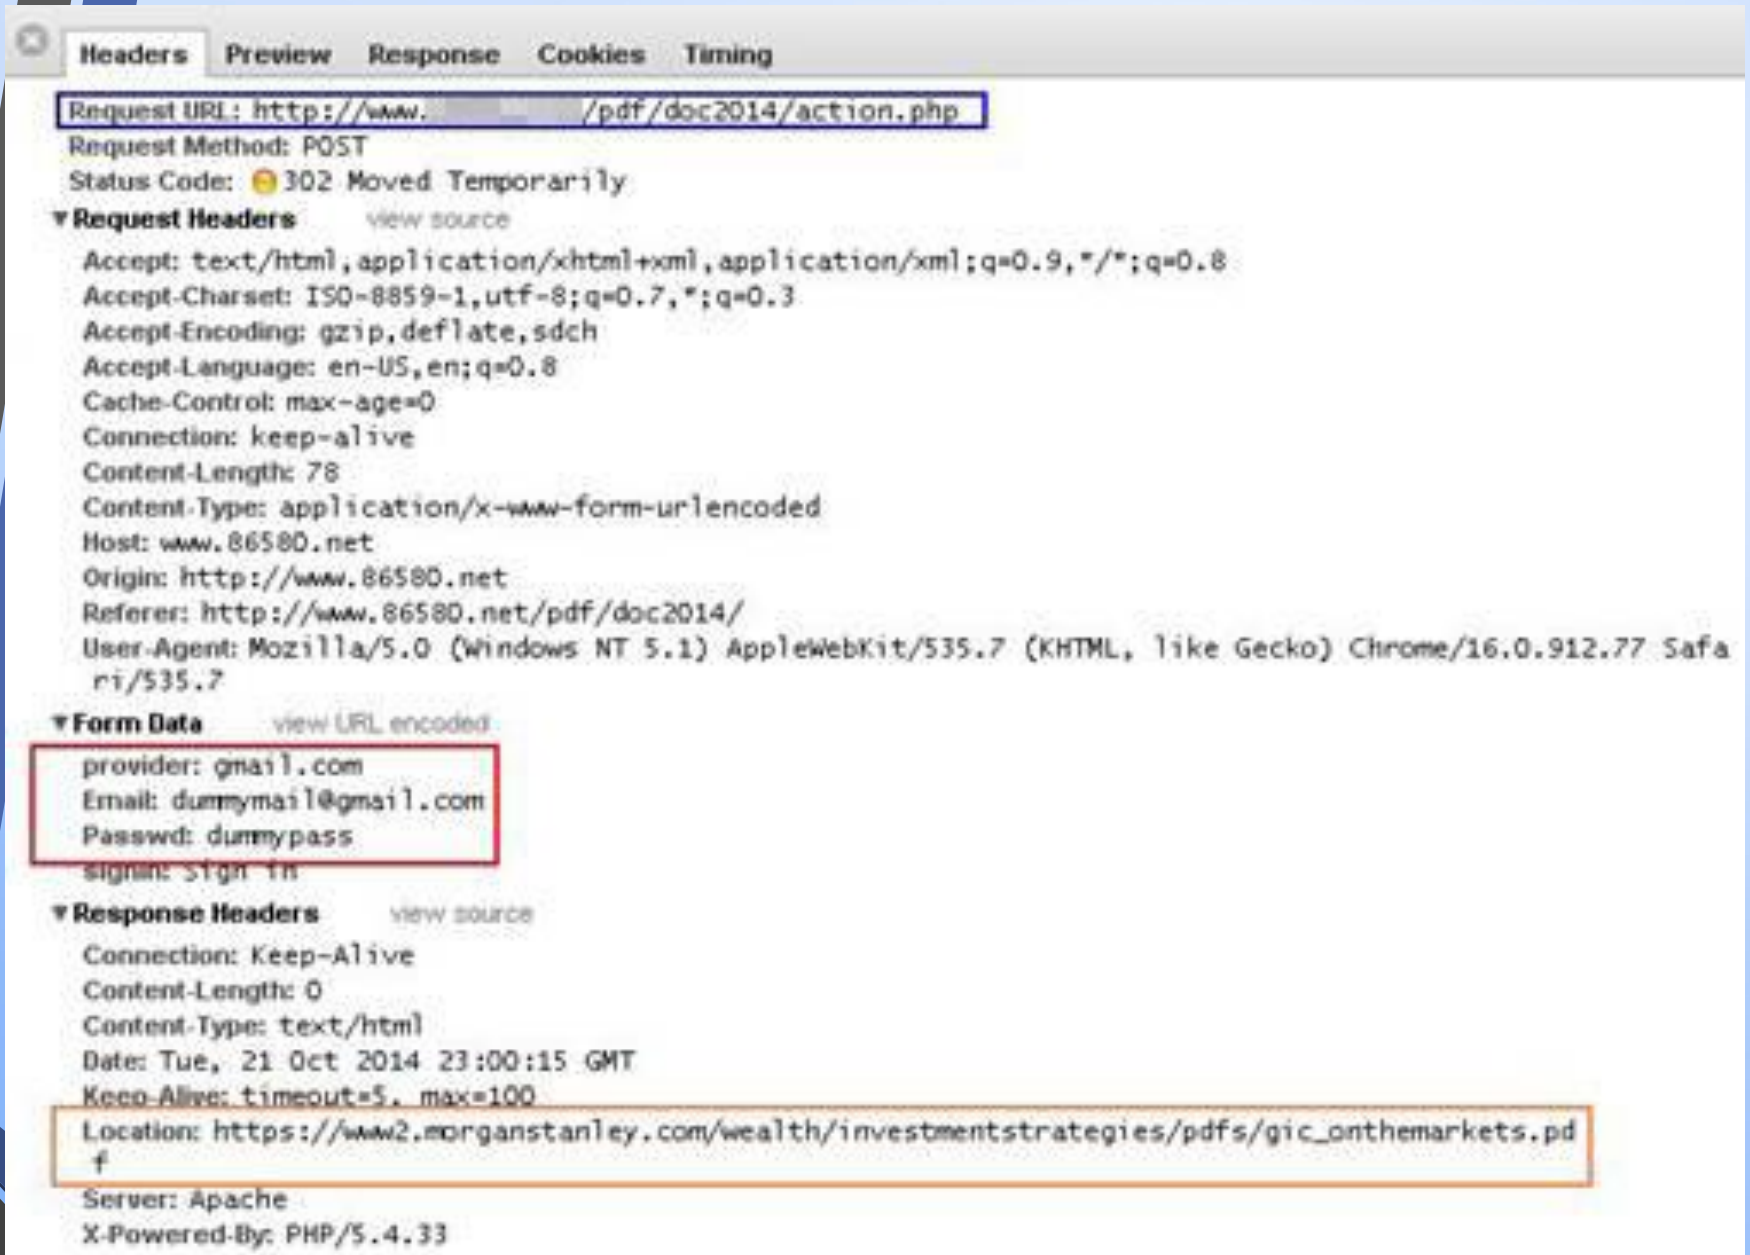 Headers Preview Response Cookies Timing
Request URL: http://www. /pdf/doc2014/action.php
Request Method: POST
Status Code: 302 Moved Temporarily
▼Request Headers view source
Accept: text/html,application/xhtml+xml,application/xml;q=0.9,*/*;q=0.8
Accept-Charset: ISO-8859-1,utf-8;q=0.7,*;q=0.3
Accept-Encoding: gzip,deflate,sdch
Accept-Language: en-US,en;q=0.8
Cache-Control: max-age=0
Connection: keep-alive
Content-Length: 78
Content-Type: application/x-www-form-urlencoded
Host: www.86580.net
Origin: http://www.86580.net
Referer: http://www.86580.net/pdf/doc2014/
User-Agent: Mozilla/5.0 (Windows NT 5.1) AppleWebKit/535.7 (KHTML, like Gecko) Chrome/16.0.912.77 Safa
ri/535.7
▼Form Data view URL encoded
provider: gmail.com
Email: dummymail@gmail.com
Passwd: dummypass
signin: Sign in
▼Response Headers view source
Connection: Keep-Alive
Content-Length: 0
Content-Type: text/html
Date: Tue, 21 Oct 2014 23:00:15 GMT
Keep-Alive: timeout=5, max=100
Location: https://www2.morganstanley.com/wealth/investmentstrategies/pdfs/gic_onthemarkets.pd
f
Server: Apache
X-Powered-By: PHP/5.4.33